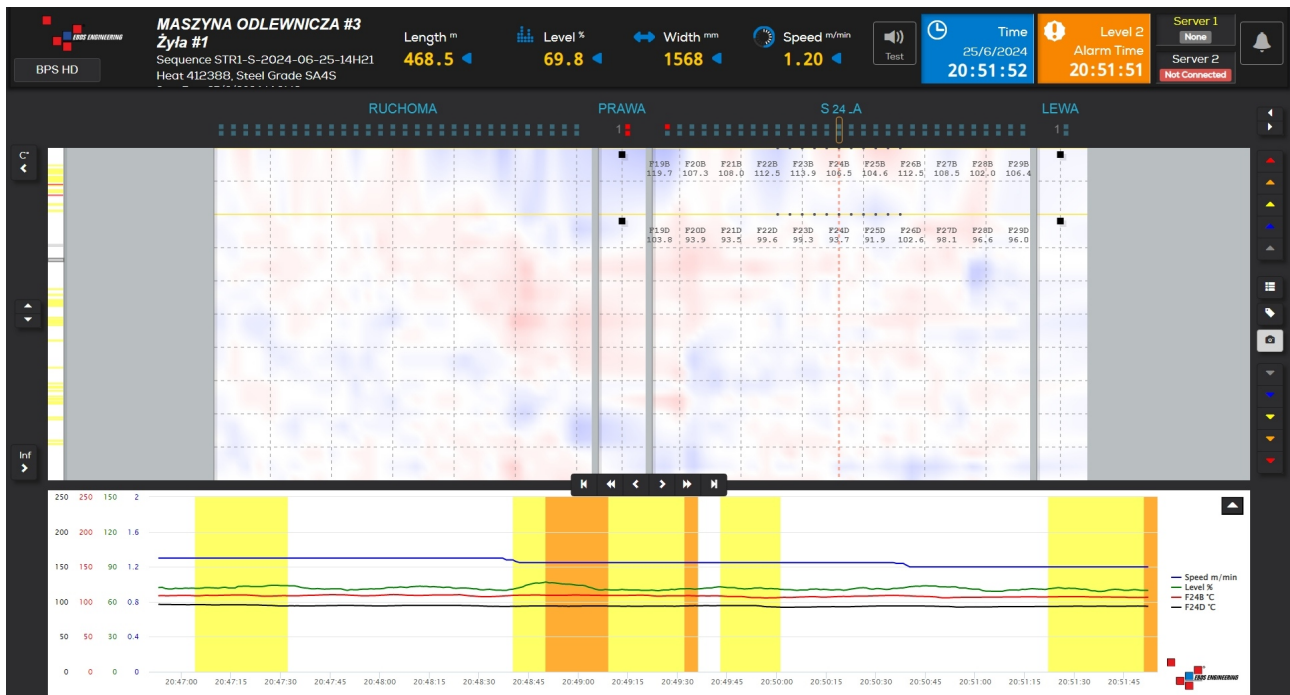 EBDS ENGINEERING
BPS HD
MASZYNA ODLEWNICZA #3
Żyła #1
Sequence STR1-S-2024-06-25-14H21
Heat 412388, Steel Grade SA4S
Length m
468.5
Level %
69.8
Width mm
1568
Speed m/min
1.20
Test
Time
25/6/2024
20:51:52
Level 2
Alarm Time
20:51:51
Server 1
None
Server 2
Not Connected
RUCHOMA PRAWA S 24 LA LEWA
1 1
C°
F19B F20B F21B F22B F23B F24B F25B F26B F27B F28B F29B
119.7 107.3 108.0 112.5 113.9 106.5 104.6 112.5 108.5 102.0 106.4
F19D F20D F21D F22D F23D F24D F25D F26D F27D F28D F29D
103.8 93.9 93.5 99.6 99.3 93.7 91.9 102.6 98.1 96.6 96.0
Inf
250 250 150 2
200 200 120 1.6
150 150 90 1.2
100 100 60 0.8
50 50 30 0.4
0 0 0 0
Speed m/min
Level %
F24B °C
F24D °C
20:47:00 20:47:15 20:47:30 20:47:45 20:48:00 20:48:15 20:48:30 20:48:45 20:49:00 20:49:15 20:49:30 20:49:45 20:50:00 20:50:15 20:50:30 20:50:45 20:51:00 20:51:15 20:51:30 20:51:45
EBDS ENGINEERING